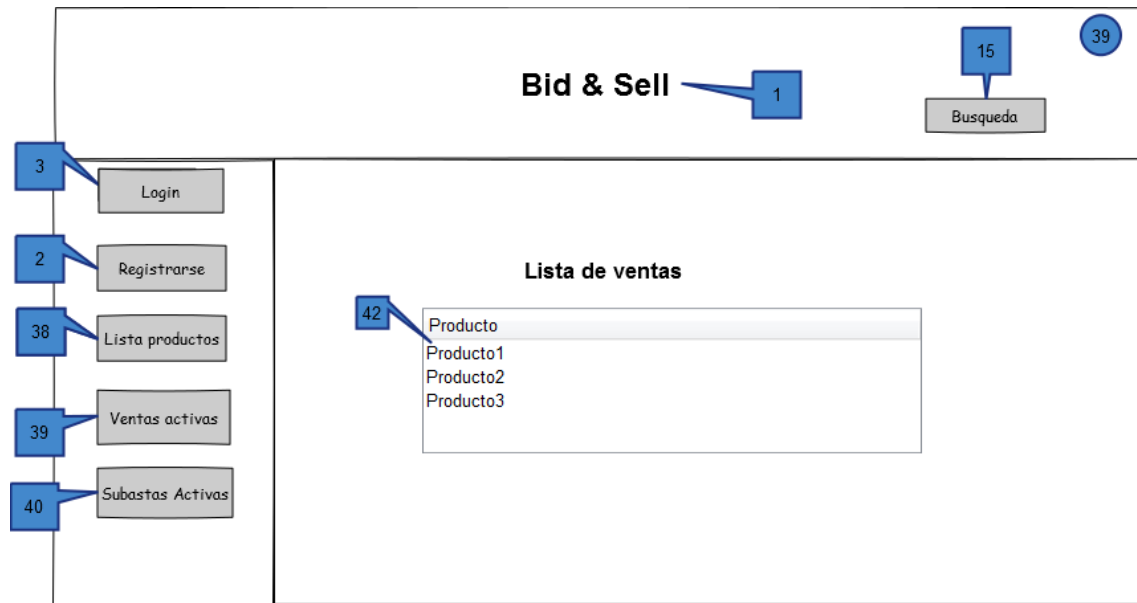 39
15
Bid & Sell
1
Busqueda
3
Login
2
Registrarse
38
Lista productos
39
Ventas activas
40
Subastas Activas
Lista de ventas
42
Producto
Producto1
Producto2
Producto3